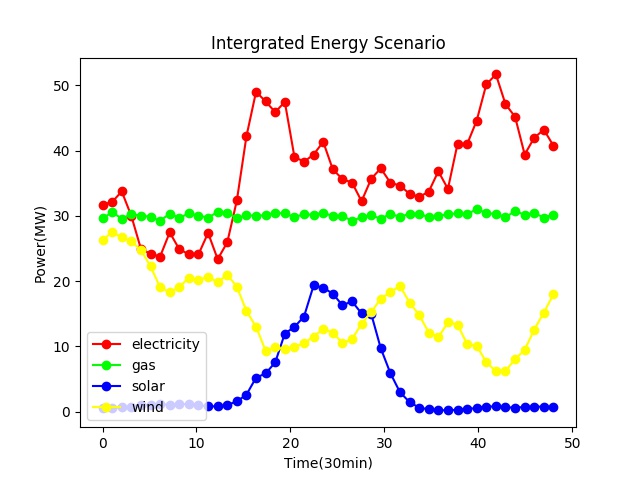 Intergrated Energy Scenario
Power(MW)
50
40
30
20
10
0
electricity
gas
solar
wind
0 10 20 30 40 50
Time(30min)